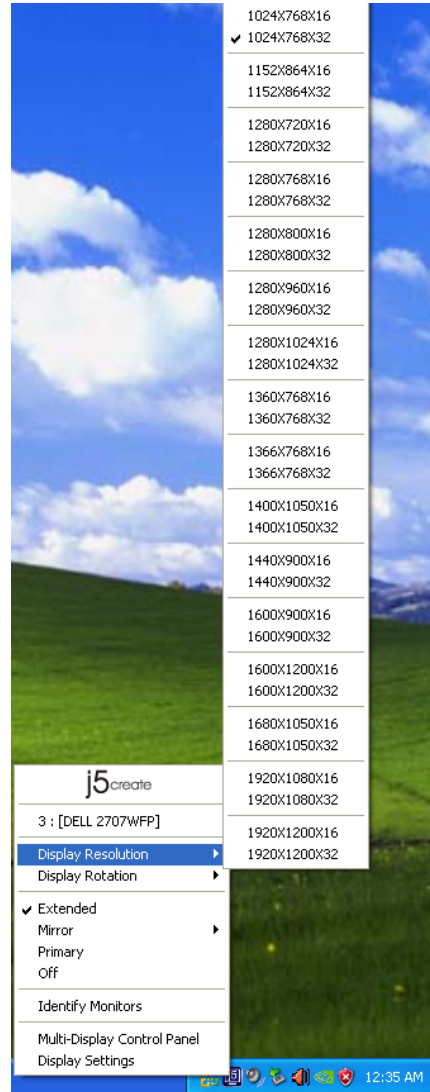 1024X768X16
1024X768X32
1152X864X16
1152X864X32
1280X720X16
1280X720X32
1280X768X16
1280X768X32
1280X800X16
1280X800X32
1280X960X16
1280X960X32
1280X1024X16
1280X1024X32
1360X768X16
1360X768X32
1366X768X16
1366X768X32
1400X1050X16
1400X1050X32
1440X900X16
1440X900X32
1600X900X16
1600X900X32
1600X1200X16
1600X1200X32
1680X1050X16
1680X1050X32
1920X1080X16
1920X1080X32
1920X1200X16
1920X1200X32
j5create
3 : [DELL 2707WFP]
Display Resolution
Display Rotation
Extended
Mirror
Primary
Off
Identify Monitors
Multi-Display Control Panel
Display Settings
12:35 AM